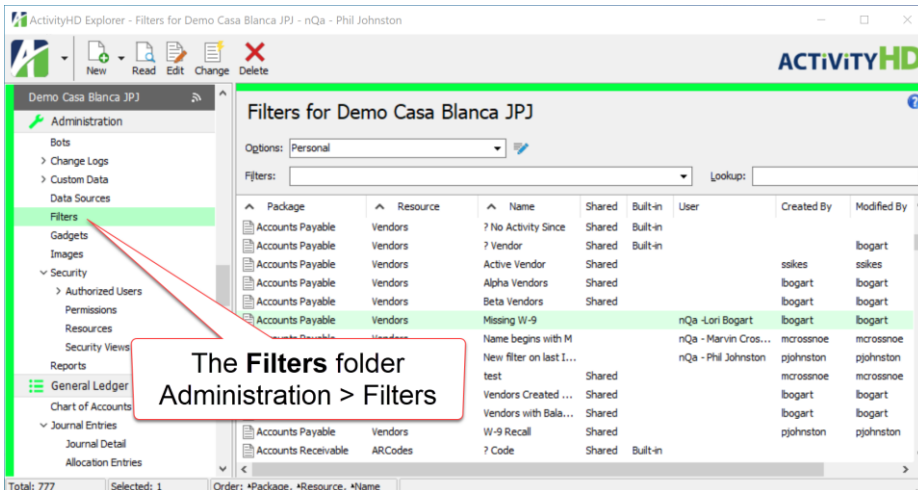 ActivityHD Explorer - Filters for Demo Casa Blanca JPJ - nQa - Phil Johnston
New Read Edit Change Delete
ACTiViTYHD
Demo Casa Blanca JPJ
Administration
Bots
Change Logs
Custom Data
Data Sources
Filters
Gadgets
Images
Security
Authorized Users
Permissions
Resources
Security Views
Reports
General Ledger
Chart of Accounts
Journal Entries
Journal Detail
Allocation Entries
Filters for Demo Casa Blanca JPJ
Options: Personal
Filters: Lookup:
Package Resource Name Shared Built-in User Created By Modified By
Accounts Payable Vendors ? No Activity Since Shared Built-in
Accounts Payable Vendors ? Vendor Shared Built-in lbogart
Accounts Payable Vendors Active Vendor Shared ssikes ssikes
Accounts Payable Vendors Alpha Vendors Shared lbogart lbogart
Accounts Payable Vendors Beta Vendors Shared lbogart lbogart
Accounts Payable Vendors Missing W-9 nQa -Lori Bogart lbogart lbogart
Accounts Payable Vendors Name begins with M nQa - Marvin Cros... mcrossnoe mcrossnoe
New filter on last I... nQa - Phil Johnston pjohnston pjohnston
test Shared mcrossnoe mcrossnoe
Vendors Created ... Shared lbogart lbogart
Vendors with Bala... Shared lbogart lbogart
Accounts Payable Vendors W-9 Recall Shared pjohnston pjohnston
Accounts Receivable ARCodes ? Code Shared Built-in
The Filters folder
Administration > Filters
Total: 777 Selected: 1 Order: Package, Resource, Name